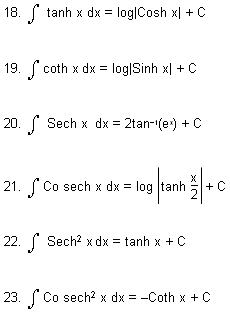 18. ∫ tanh x dx = log|Cosh x| + C
19. ∫ coth x dx = log|Sinh x| + C
20. ∫ Sech x dx = 2tan⁻¹(eˣ) + C
21. ∫ Co sech x dx = log |tanh x/2| + C
22. ∫ Sech² x dx = tanh x + C
23. ∫ Co sech² x dx = –Coth x + C